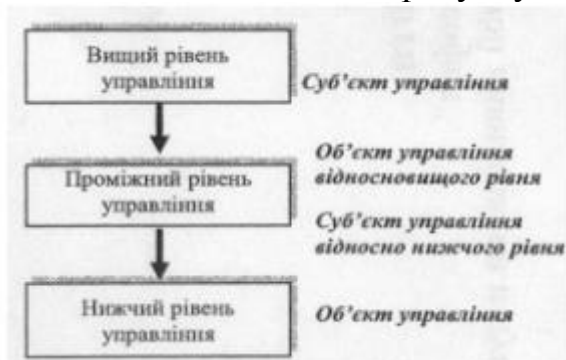 Вищий рівень
управління
Суб’єкт управління
Об’єкт управління
відносновищого рівня
Проміжний рівень
управління
Суб’єкт управління
відносно нижчого рівня
Нижчий рівень
управління
Об’єкт управління